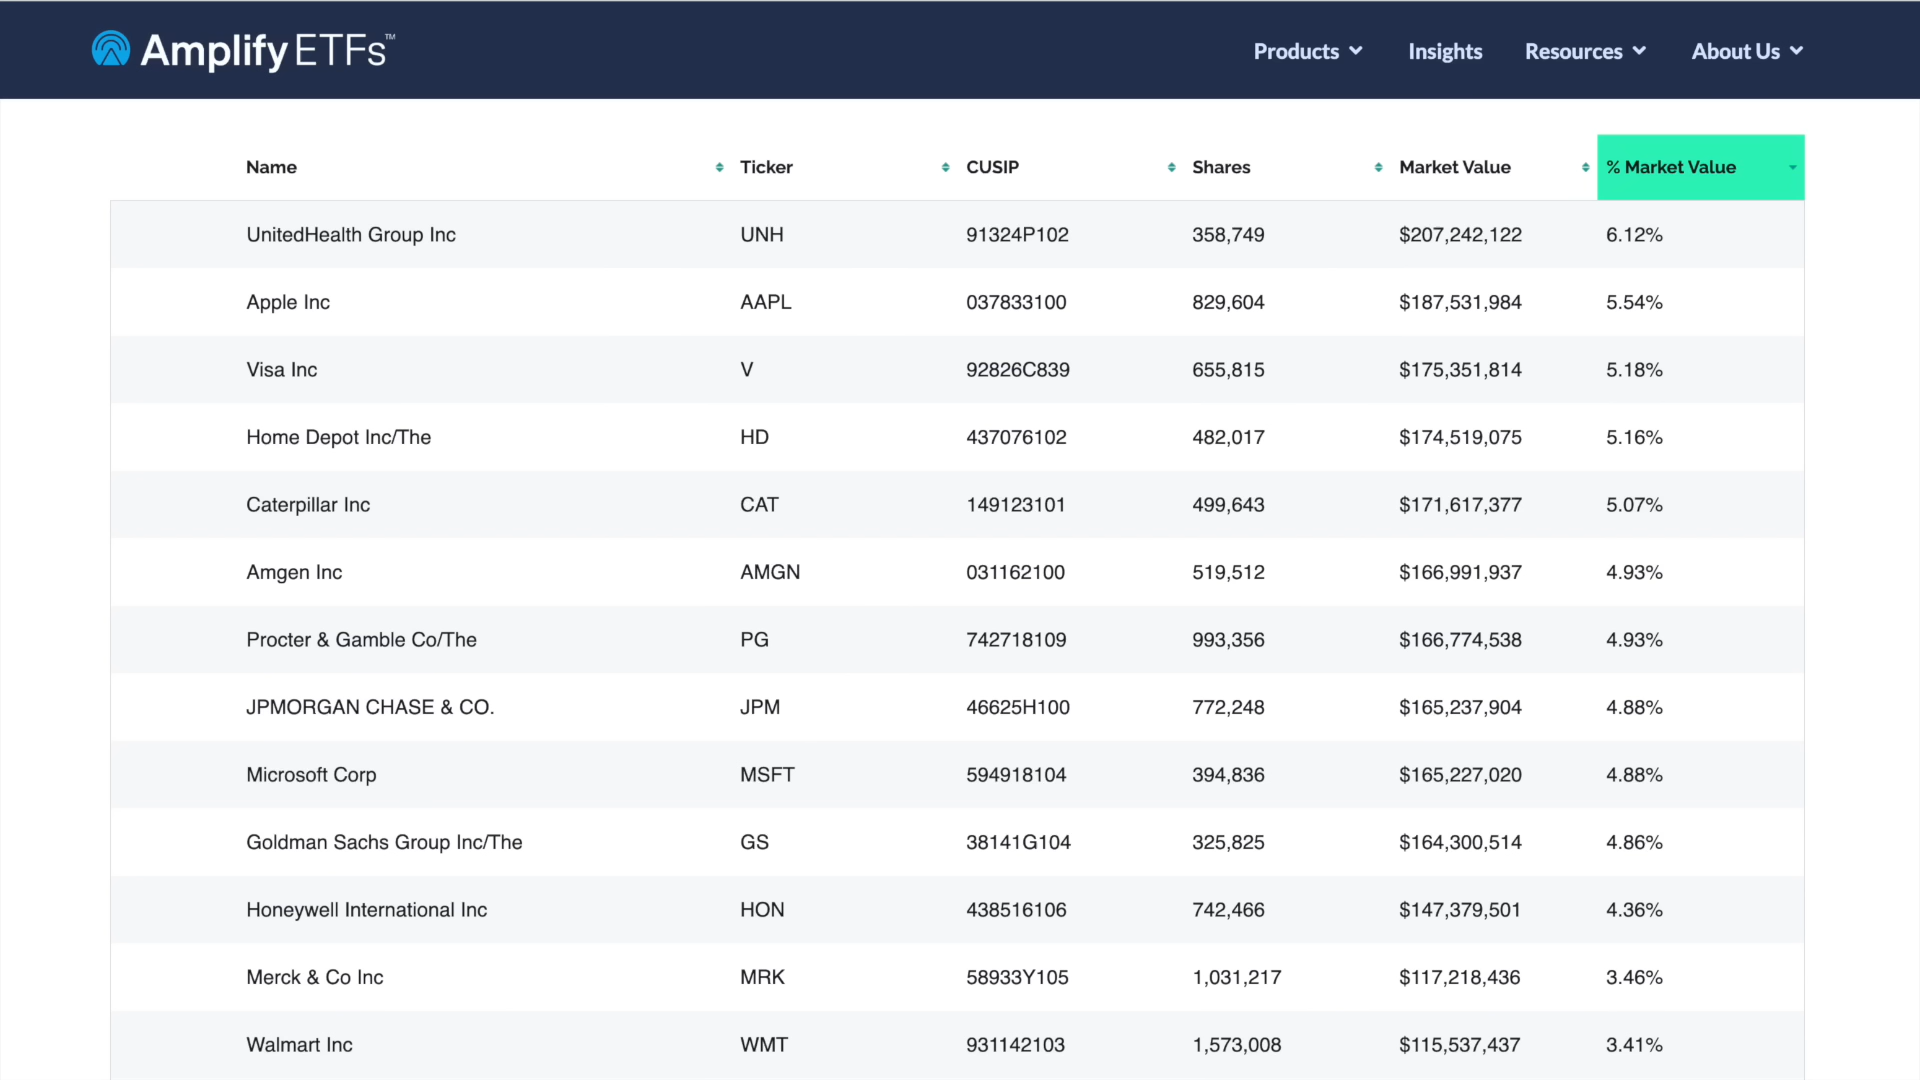 Amplify ETFs™ Products Insights Resources About Us
Name Ticker CUSIP Shares Market Value % Market Value
UnitedHealth Group Inc UNH 91324P102 358,749 $207,242,122 6.12%
Apple Inc AAPL 037833100 829,604 $187,531,984 5.54%
Visa Inc V 92826C839 655,815 $175,351,814 5.18%
Home Depot Inc/The HD 437076102 482,017 $174,519,075 5.16%
Caterpillar Inc CAT 149123101 499,643 $171,617,377 5.07%
Amgen Inc AMGN 031162100 519,512 $166,991,937 4.93%
Procter & Gamble Co/The PG 742718109 993,356 $166,774,538 4.93%
JPMORGAN CHASE & CO. JPM 46625H100 772,248 $165,237,904 4.88%
Microsoft Corp MSFT 594918104 394,836 $165,227,020 4.88%
Goldman Sachs Group Inc/The GS 38141G104 325,825 $164,300,514 4.86%
Honeywell International Inc HON 438516106 742,466 $147,379,501 4.36%
Merck & Co Inc MRK 58933Y105 1,031,217 $117,218,436 3.46%
Walmart Inc WMT 931142103 1,573,008 $115,537,437 3.41%